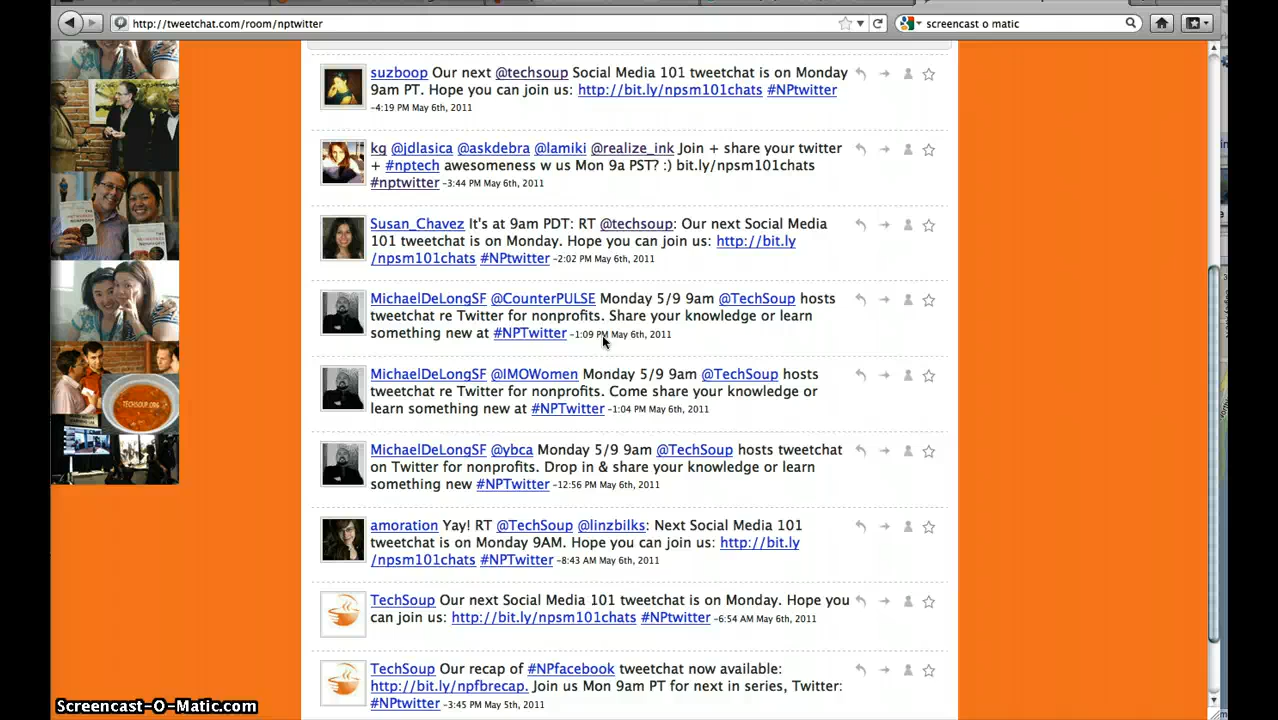 http://tweetchat.com/room/nptwitter
screencast o matic
suzboop Our next @techsoup Social Media 101 tweetchat is on Monday
9am PT. Hope you can join us: http://bit.ly/npsm101chats #NPtwitter
-4:19 PM May 6th, 2011
kg @jdlasica @askdebra @lamiki @realize_ink Join + share your twitter
+ #nptech awesomeness w us Mon 9a PST? :) bit.ly/npsm101chats
#nptwitter -3:44 PM May 6th, 2011
Susan_Chavez It's at 9am PDT: RT @techsoup: Our next Social Media
101 tweetchat is on Monday. Hope you can join us: http://bit.ly
/npsm101chats #NPtwitter -2:02 PM May 6th, 2011
MichaelDeLongSF @CounterPULSE Monday 5/9 9am @TechSoup hosts
tweetchat re Twitter for nonprofits. Share your knowledge or learn
something new at #NPTwitter -1:09 PM May 6th, 2011
MichaelDeLongSF @IMOWomen Monday 5/9 9am @TechSoup hosts
tweetchat re Twitter for nonprofits. Come share your knowledge or
learn something new at #NPTwitter -1:04 PM May 6th, 2011
MichaelDeLongSF @ybca Monday 5/9 9am @TechSoup hosts tweetchat
on Twitter for nonprofits. Drop in & share your knowledge or learn
something new #NPTwitter -12:56 PM May 6th, 2011
TECHSOUP.ORG
amoration Yay! RT @TechSoup @linzbilks: Next Social Media 101
tweetchat is on Monday 9AM. Hope you can join us: http://bit.ly
/npsm101chats #NPTwitter -8:43 AM May 6th, 2011
TechSoup Our next Social Media 101 tweetchat is on Monday. Hope you
can join us: http://bit.ly/npsm101chats #NPtwitter -6:54 AM May 6th, 2011
TechSoup Our recap of #NPfacebook tweetchat now available:
http://bit.ly/npfbrecap. Join us Mon 9am PT for next in series, Twitter:
#NPtwitter -3:45 PM May 5th, 2011
Screencast-O-Matic.com